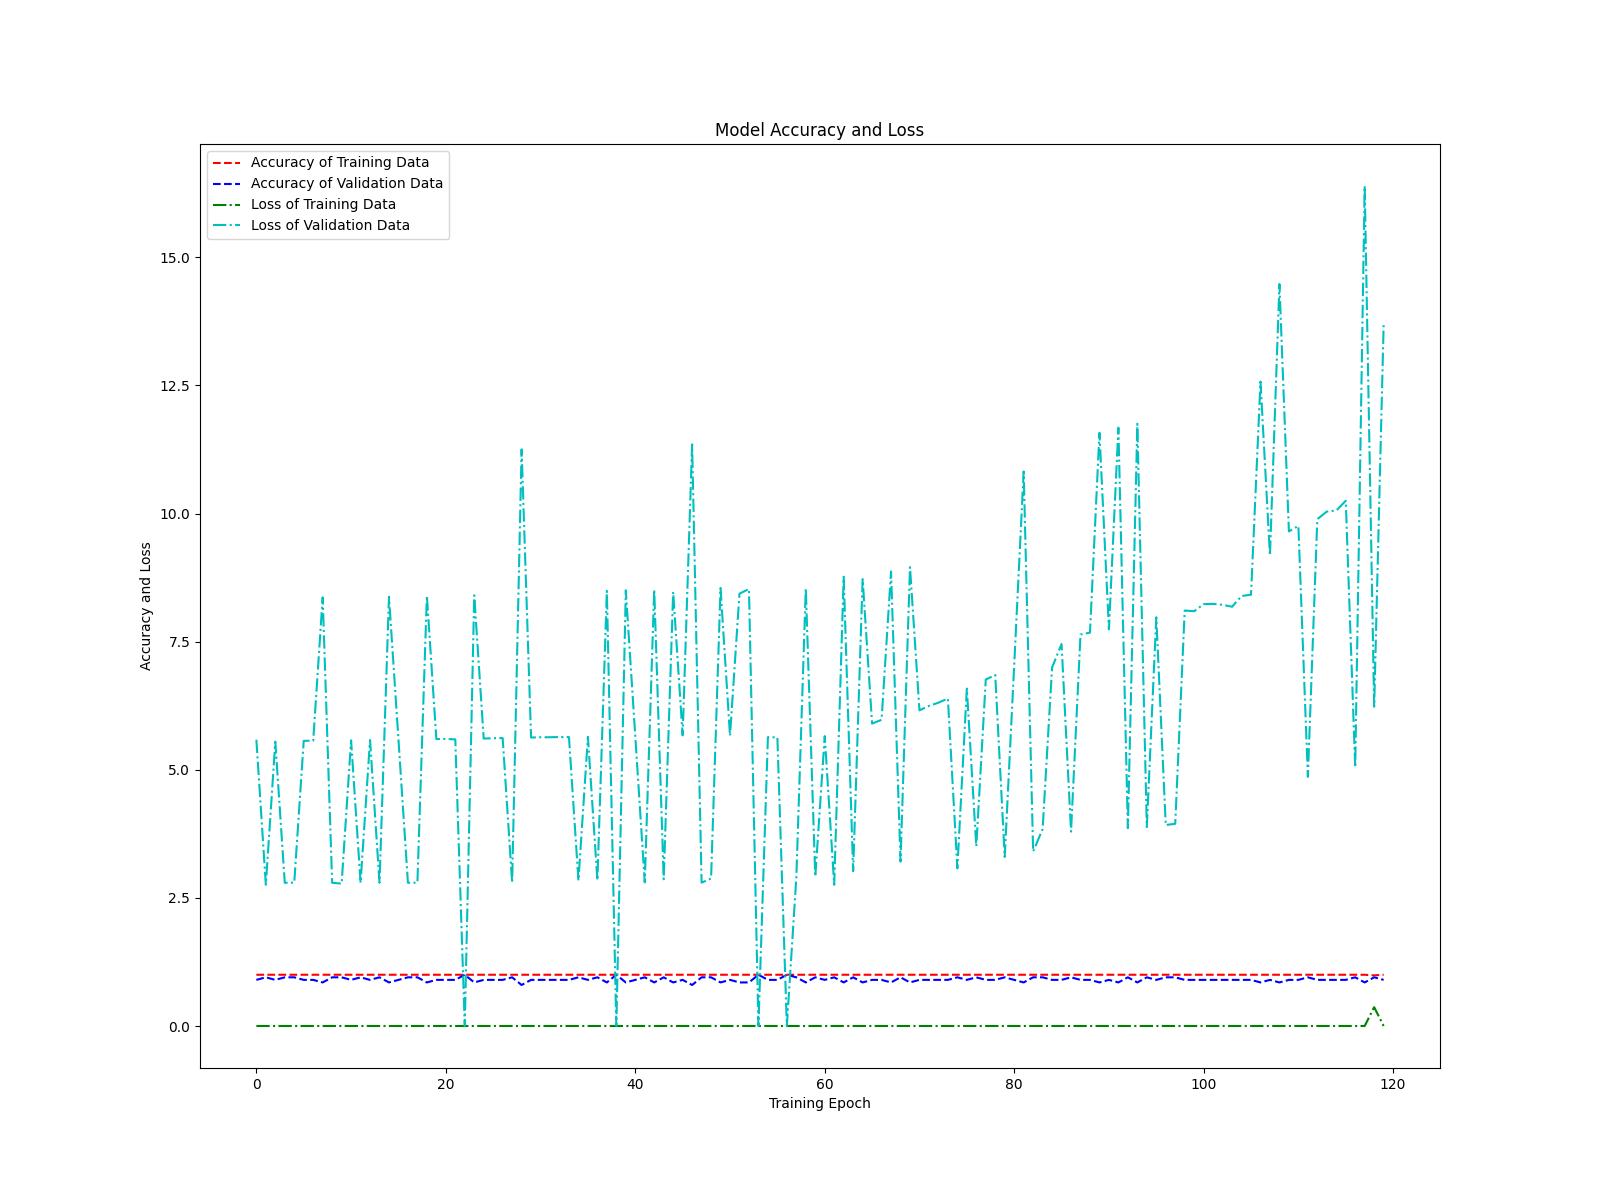 Model Accuracy and Loss
Accuracy of Training Data
Accuracy of Validation Data
Loss of Training Data
Loss of Validation Data
15.0
12.5
10.0
7.5
5.0
2.5
0.0
Accuracy and Loss
0 20 40 60 80 100 120
Training Epoch